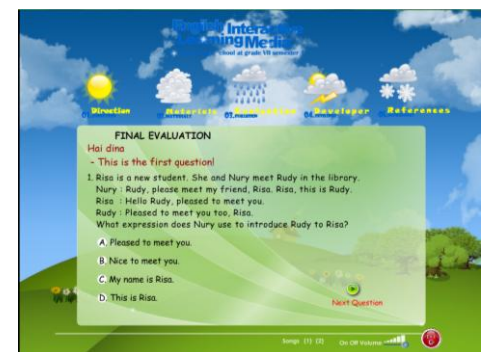 English Interactive
Learning Media
Direction
Materials
Developer
References
FINAL EVALUATION
Hai dina
- This is the first question!
1. Risa is a new student. She and Nury meet Rudy in the library.
Nury : Rudy, please meet my friend, Risa. Risa, this is Rudy.
Risa : Hello Rudy, pleased to meet you.
Rudy : Pleased to meet you too, Risa.
What expression does Nury use to introduce Rudy to Risa?
A. Pleased to meet you.
B. Nice to meet you.
C. My name is Risa.
D. This is Risa.
Next Question
Songs (1) (2) On Off Volume